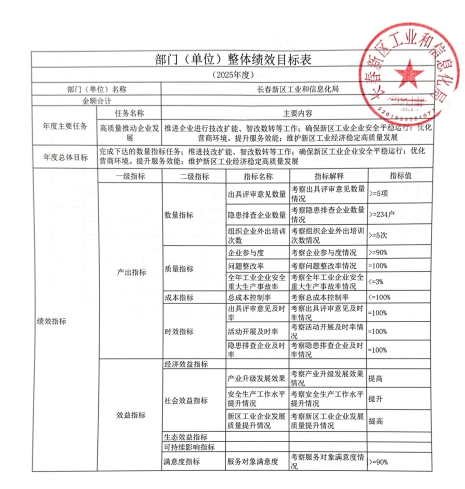 部门（单位）整体绩效目标表
（2025年度）
部门（单位）名称 长春新区工业和信息化局
金额合计
年度主要任务 任务名称 主要内容
高质量推动企业发展 推进企业进行技改扩能、智改数转等工作；确保新区工业企业安全平稳运行；优化营商环境，提升服务效能；维护新区工业经济稳定高质量发展
年度总体目标 完成下达的数量指标任务；推进技改扩能、智改数转等工作；确保新区工业企业安全平稳运行；优化营商环境，提升服务效能；维护新区工业经济稳定高质量发展
绩效指标 一级指标 二级指标 指标名称 指标解释 指标值
产出指标 数量指标 出具评审意见数量 考察出具评审意见数量情况 >=5项
隐患排查企业数量 考察隐患排查企业数量情况 >=234户
组织企业外出培训次数 考察组织企业外出培训次数情况 >=5次
质量指标 企业参与度 考察企业参与度情况 >=90%
问题整改率 考察问题整改率情况 =100%
全年工业企业安全重大生产事故率 考察全年工业企业安全重大生产事故率情况 <=3%
成本指标 总成本控制率 考察总成本控制率 <=100%
时效指标 出具评审意见及时率 考察出具评审意见及时率情况 =100%
活动开展及时率 考察活动开展及时率情况 =100%
隐患排查企业及时率 考察隐患排查企业及时率情况 =100%
效益指标 经济效益指标
社会效益指标 产业升级发展效果 考察产业升级发展效果情况 提高
安全生产工作水平提升情况 考察安全生产工作水平提升情况 提升
新区工业企业发展质量提升情况 考察新区工业企业发展质量提升情况 提高
生态效益指标
可持续影响指标
满意度指标 服务对象满意度 考察服务对象满意度情况 >=90%
长春新区工业和信息化局